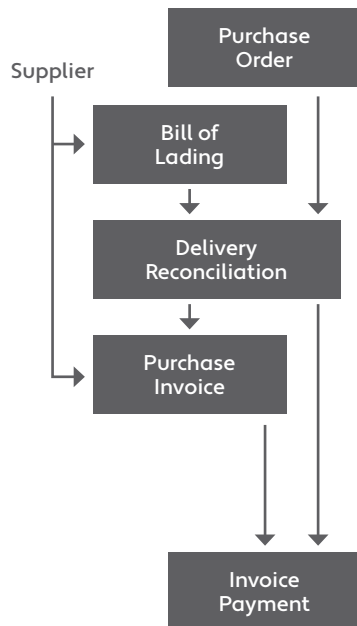 Purchase
Order
Supplier
Bill of
Lading
Delivery
Reconciliation
Purchase
Invoice
Invoice
Payment